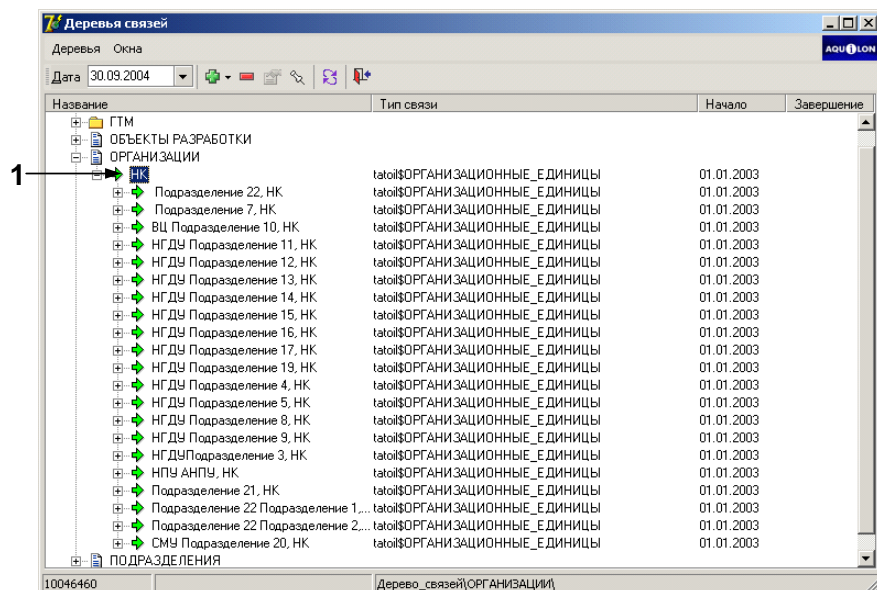 Деревья связей
Деревья Окна
AQUILON
Дата 30.09.2004
Название Тип связи Начало Завершение
ГТМ
ОБЪЕКТЫ РАЗРАБОТКИ
ОРГАНИЗАЦИИ
1 НК tatoil$ОРГАНИЗАЦИОННЫЕ_ЕДИНИЦЫ 01.01.2003
Подразделение 22, НК tatoil$ОРГАНИЗАЦИОННЫЕ_ЕДИНИЦЫ 01.01.2003
Подразделение 7, НК tatoil$ОРГАНИЗАЦИОННЫЕ_ЕДИНИЦЫ 01.01.2003
ВЦ Подразделение 10, НК tatoil$ОРГАНИЗАЦИОННЫЕ_ЕДИНИЦЫ 01.01.2003
НГДУ Подразделение 11, НК tatoil$ОРГАНИЗАЦИОННЫЕ_ЕДИНИЦЫ 01.01.2003
НГДУ Подразделение 12, НК tatoil$ОРГАНИЗАЦИОННЫЕ_ЕДИНИЦЫ 01.01.2003
НГДУ Подразделение 13, НК tatoil$ОРГАНИЗАЦИОННЫЕ_ЕДИНИЦЫ 01.01.2003
НГДУ Подразделение 14, НК tatoil$ОРГАНИЗАЦИОННЫЕ_ЕДИНИЦЫ 01.01.2003
НГДУ Подразделение 15, НК tatoil$ОРГАНИЗАЦИОННЫЕ_ЕДИНИЦЫ 01.01.2003
НГДУ Подразделение 16, НК tatoil$ОРГАНИЗАЦИОННЫЕ_ЕДИНИЦЫ 01.01.2003
НГДУ Подразделение 17, НК tatoil$ОРГАНИЗАЦИОННЫЕ_ЕДИНИЦЫ 01.01.2003
НГДУ Подразделение 19, НК tatoil$ОРГАНИЗАЦИОННЫЕ_ЕДИНИЦЫ 01.01.2003
НГДУ Подразделение 4, НК tatoil$ОРГАНИЗАЦИОННЫЕ_ЕДИНИЦЫ 01.01.2003
НГДУ Подразделение 5, НК tatoil$ОРГАНИЗАЦИОННЫЕ_ЕДИНИЦЫ 01.01.2003
НГДУ Подразделение 8, НК tatoil$ОРГАНИЗАЦИОННЫЕ_ЕДИНИЦЫ 01.01.2003
НГДУ Подразделение 9, НК tatoil$ОРГАНИЗАЦИОННЫЕ_ЕДИНИЦЫ 01.01.2003
НГДУПодразделение 3, НК tatoil$ОРГАНИЗАЦИОННЫЕ_ЕДИНИЦЫ 01.01.2003
НПУ АНПУ, НК tatoil$ОРГАНИЗАЦИОННЫЕ_ЕДИНИЦЫ 01.01.2003
Подразделение 21, НК tatoil$ОРГАНИЗАЦИОННЫЕ_ЕДИНИЦЫ 01.01.2003
Подразделение 22 Подразделение 1,... tatoil$ОРГАНИЗАЦИОННЫЕ_ЕДИНИЦЫ 01.01.2003
Подразделение 22 Подразделение 2,... tatoil$ОРГАНИЗАЦИОННЫЕ_ЕДИНИЦЫ 01.01.2003
СМУ Подразделение 20, НК tatoil$ОРГАНИЗАЦИОННЫЕ_ЕДИНИЦЫ 01.01.2003
ПОДРАЗДЕЛЕНИЯ
10046460 Дерево_связей\ОРГАНИЗАЦИИ\